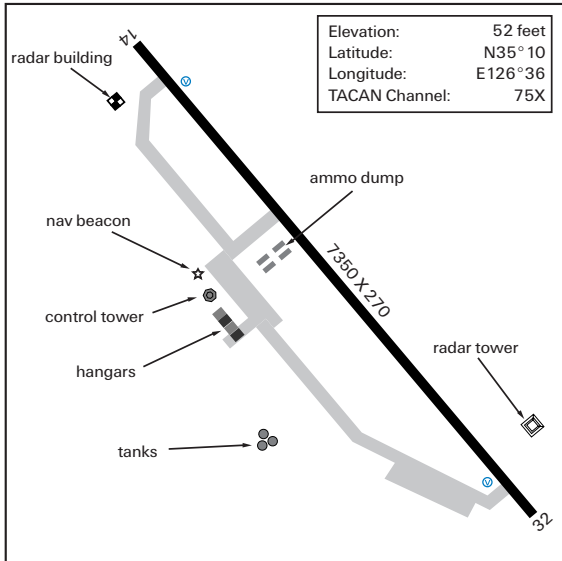 14
Elevation: 52 feet
Latitude: N35°10
Longitude: E126°36
TACAN Channel: 75X
radar building
V
ammo dump
nav beacon
7350 X 270
control tower
radar tower
hangars
tanks
V
32